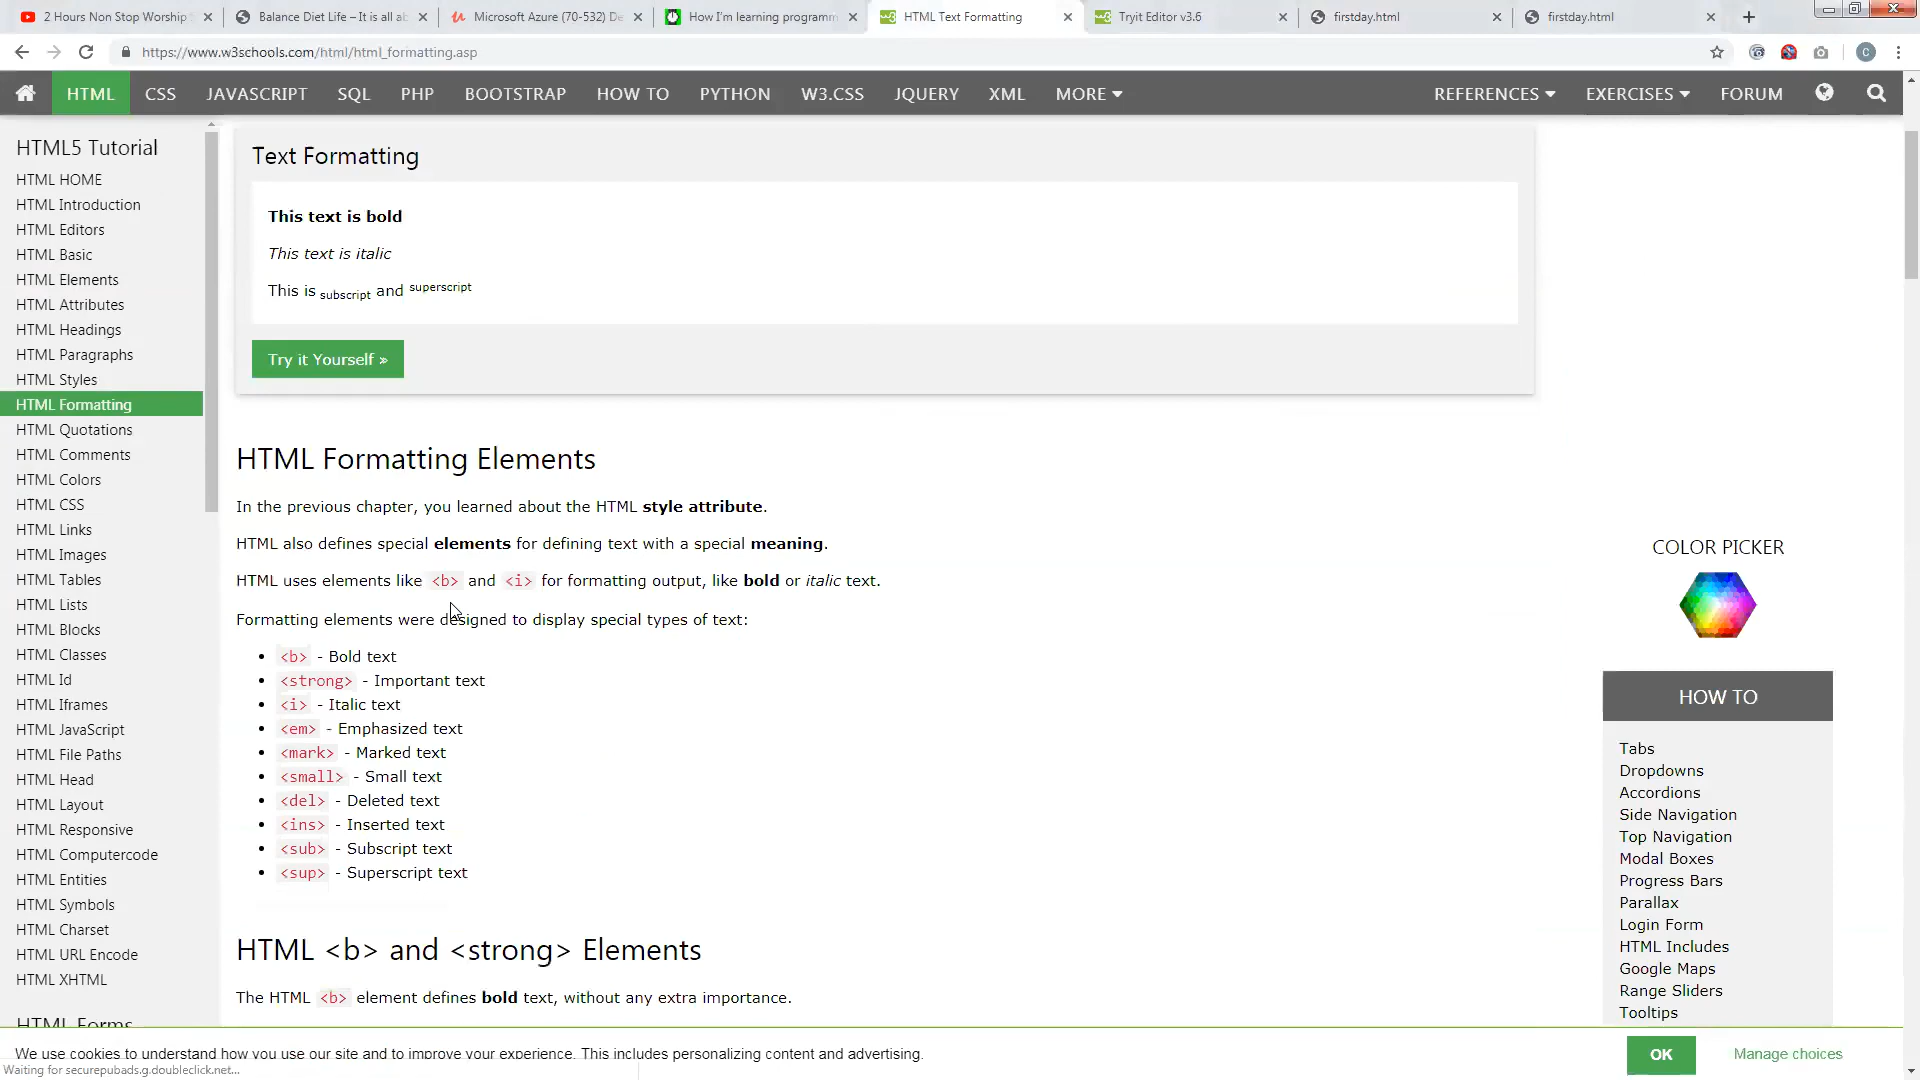 2 Hours Non Stop Worship
Balance Diet Life – It is all ab
Microsoft Azure (70-532) De
How I'm learning programm
HTML Text Formatting
Tryit Editor v3.6
firstday.html
firstday.html
https://www.w3schools.com/html/html_formatting.asp
C
HTML CSS JAVASCRIPT SQL PHP BOOTSTRAP HOW TO PYTHON W3.CSS JQUERY XML MORE REFERENCES EXERCISES FORUM
HTML5 Tutorial
HTML HOME
HTML Introduction
HTML Editors
HTML Basic
HTML Elements
HTML Attributes
HTML Headings
HTML Paragraphs
HTML Styles
HTML Formatting
HTML Quotations
HTML Comments
HTML Colors
HTML CSS
HTML Links
HTML Images
HTML Tables
HTML Lists
HTML Blocks
HTML Classes
HTML Id
HTML Iframes
HTML JavaScript
HTML File Paths
HTML Head
HTML Layout
HTML Responsive
HTML Computercode
HTML Entities
HTML Symbols
HTML Charset
HTML URL Encode
HTML XHTML
HTML Forms
Text Formatting
This text is bold
This text is italic
This is subscript and superscript
Try it Yourself »
HTML Formatting Elements
In the previous chapter, you learned about the HTML style attribute.
HTML also defines special elements for defining text with a special meaning.
HTML uses elements like <b> and <i> for formatting output, like bold or italic text.
Formatting elements were designed to display special types of text:
• <b> - Bold text
• <strong> - Important text
• <i> - Italic text
• <em> - Emphasized text
• <mark> - Marked text
• <small> - Small text
• <del> - Deleted text
• <ins> - Inserted text
• <sub> - Subscript text
• <sup> - Superscript text
HTML <b> and <strong> Elements
The HTML <b> element defines bold text, without any extra importance.
COLOR PICKER
HOW TO
Tabs
Dropdowns
Accordions
Side Navigation
Top Navigation
Modal Boxes
Progress Bars
Parallax
Login Form
HTML Includes
Google Maps
Range Sliders
Tooltips
We use cookies to understand how you use our site and to improve your experience. This includes personalizing content and advertising.
OK
Manage choices
Waiting for securepubads.g.doubleclick.net...